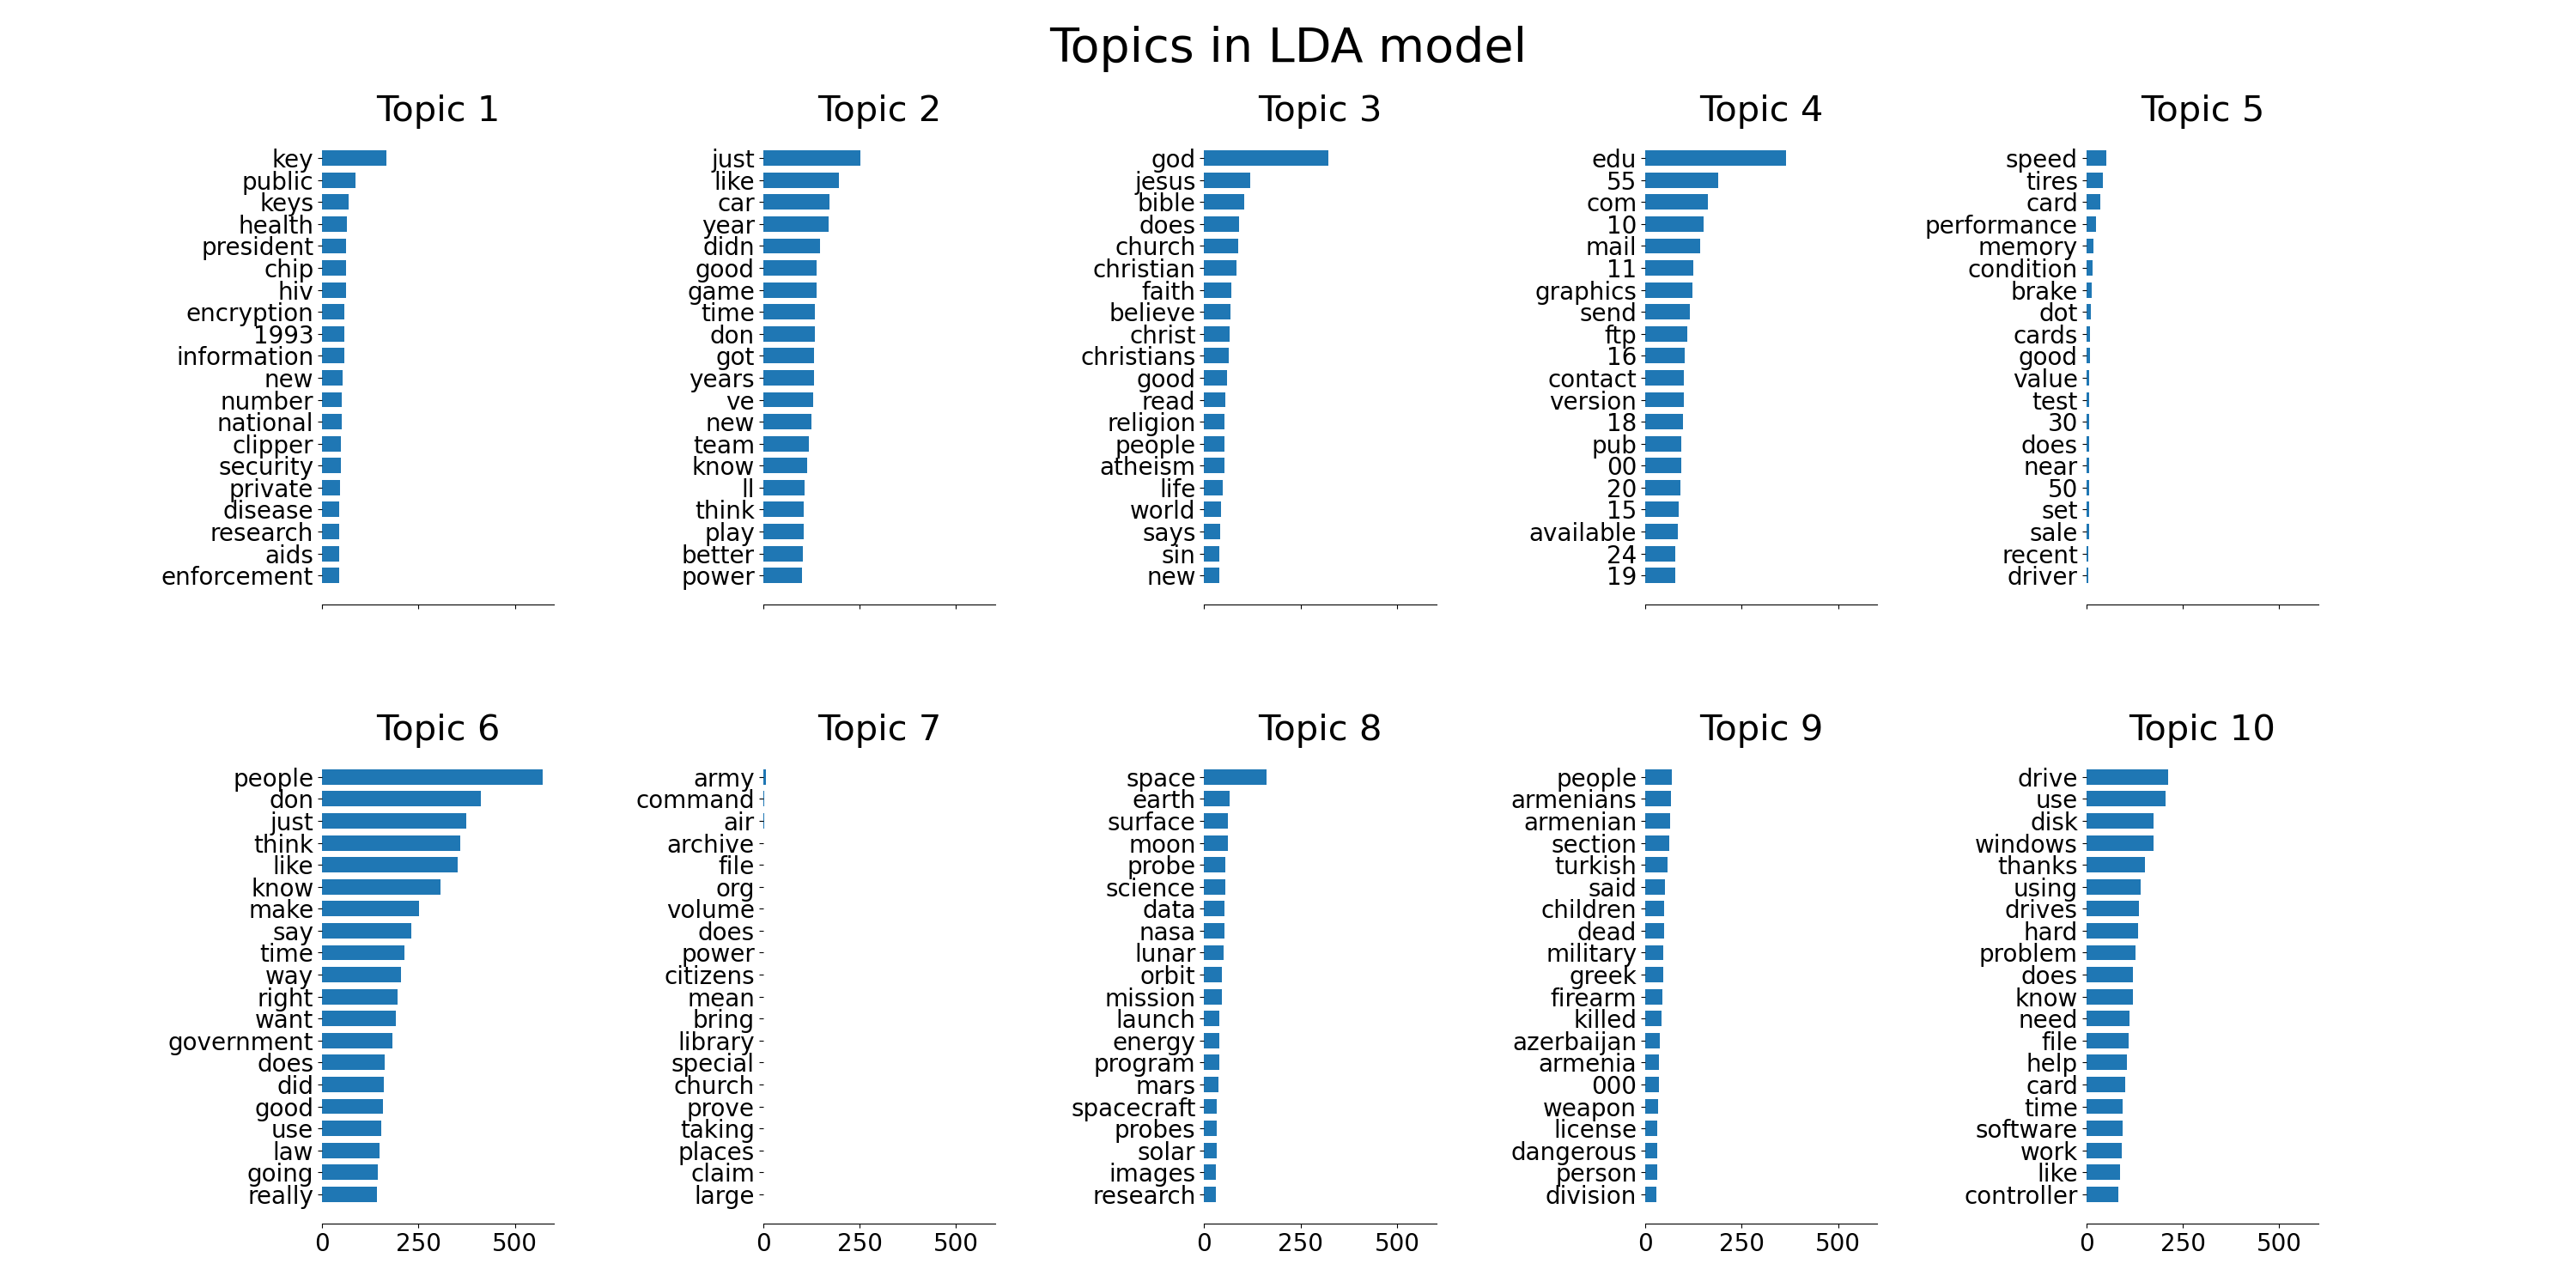 Topics in LDA model
Topic 1
key
public
keys
health
president
chip
hiv
encryption
1993
information
new
number
national
clipper
security
private
disease
research
aids
enforcement
Topic 2
just
like
car
year
didn
good
game
time
don
got
years
ve
new
team
know
ll
think
play
better
power
Topic 3
god
jesus
bible
does
church
christian
faith
believe
christ
christians
good
read
religion
people
atheism
life
world
says
sin
new
Topic 4
edu
55
com
10
mail
11
graphics
send
ftp
16
contact
version
18
pub
00
20
15
available
24
19
Topic 5
speed
tires
card
performance
memory
condition
brake
dot
cards
good
value
test
30
does
near
50
set
sale
recent
driver
Topic 6
people
don
just
think
like
know
make
say
time
way
right
want
government
does
did
good
use
law
going
really
0 250 500
Topic 7
army
command
air
archive
file
org
volume
does
power
citizens
mean
bring
library
special
church
prove
taking
places
claim
large
0 250 500
Topic 8
space
earth
surface
moon
probe
science
data
nasa
lunar
orbit
mission
launch
energy
program
mars
spacecraft
probes
solar
images
research
0 250 500
Topic 9
people
armenians
armenian
section
turkish
said
children
dead
military
greek
firearm
killed
azerbaijan
armenia
000
weapon
license
dangerous
person
division
0 250 500
Topic 10
drive
use
disk
windows
thanks
using
drives
hard
problem
does
know
need
file
help
card
time
software
work
like
controller
0 250 500